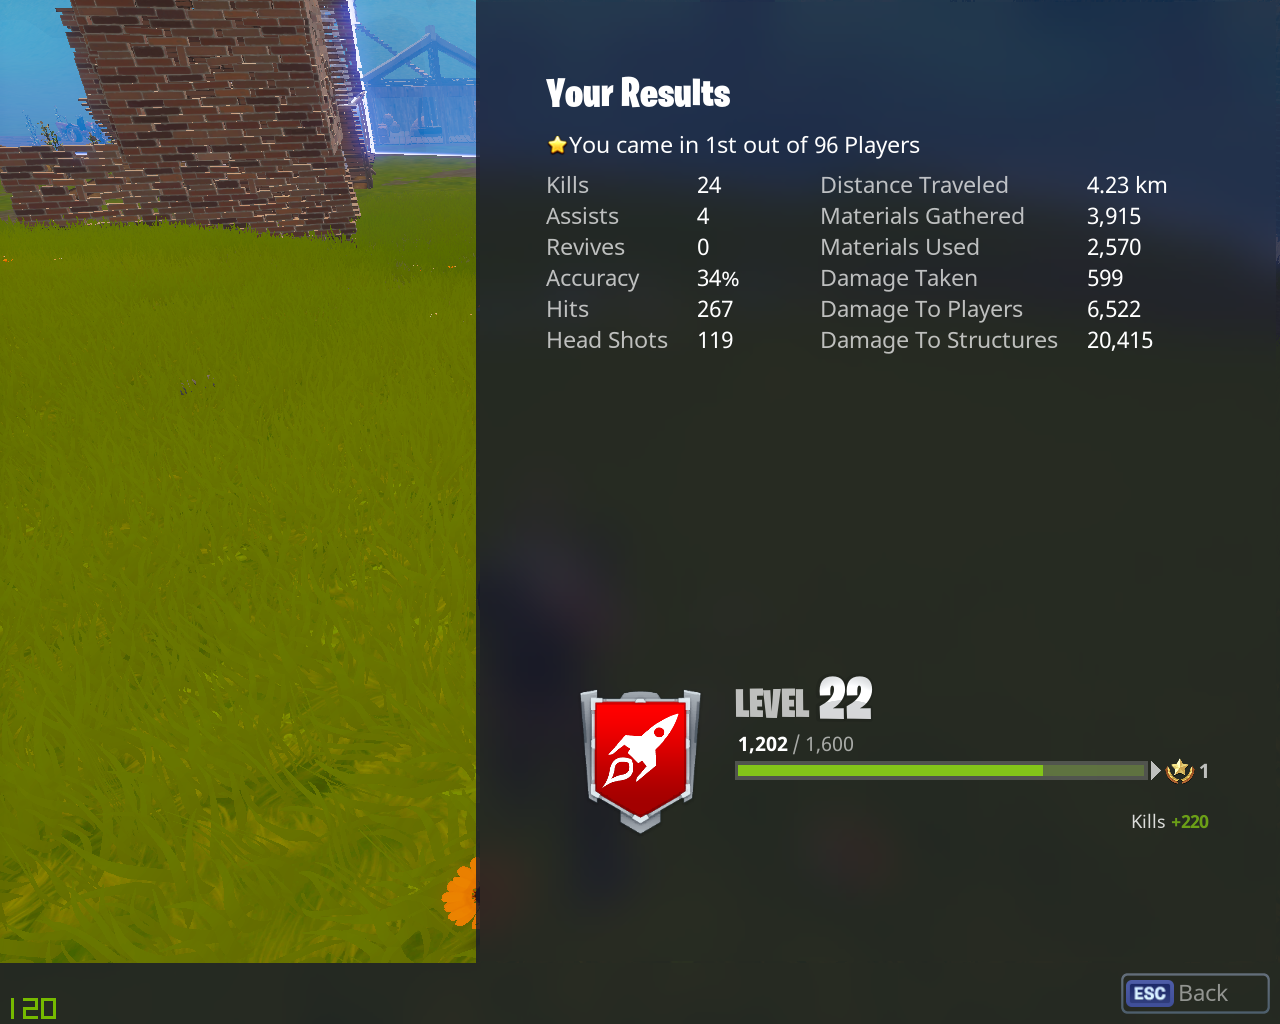 Your Results
You came in 1st out of 96 Players
Kills 24 Distance Traveled 4.23 km
Assists 4 Materials Gathered 3,915
Revives 0 Materials Used 2,570
Accuracy 34% Damage Taken 599
Hits 267 Damage To Players 6,522
Head Shots 119 Damage To Structures 20,415
LEVEL 22
1,202 / 1,600
1
Kills +220
ESC Back
120